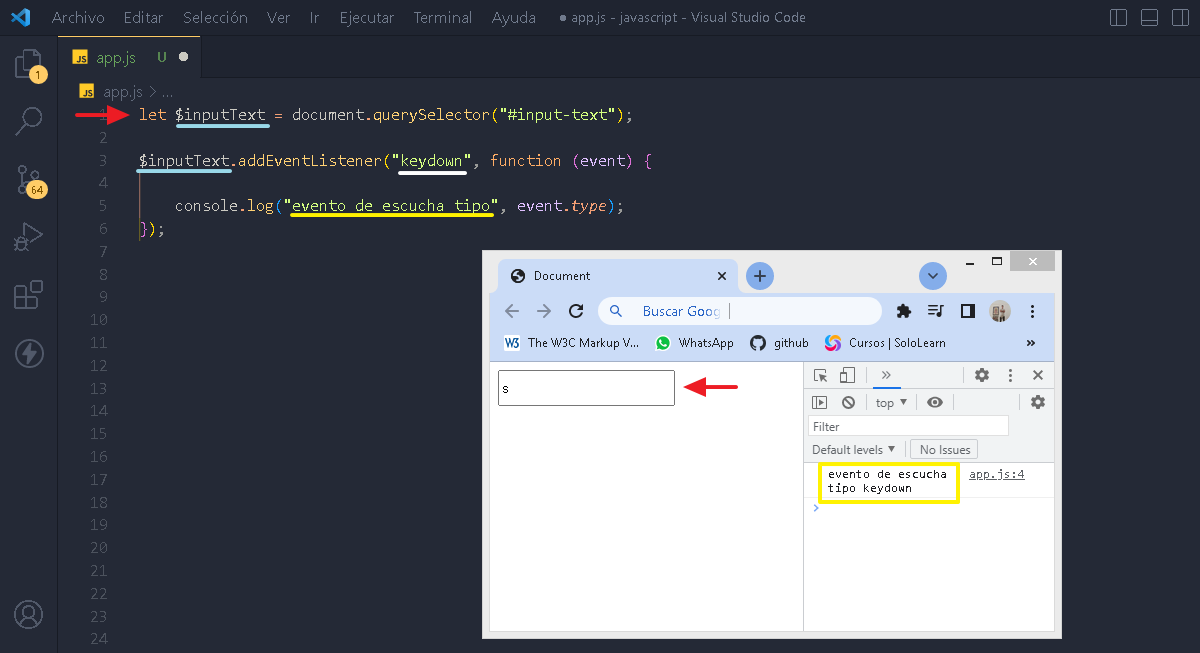 Archivo Editar Selección Ver Ir Ejecutar Terminal Ayuda ● app.js - javascript - Visual Studio Code
JS app.js U ●
1
JS app.js > ...
1 let $inputText = document.querySelector("#input-text");
2
3 $inputText.addEventListener("keydown", function (event) {
4
5 console.log("evento de escucha tipo", event.type);
6 });
7
8
9
10
11
12
13
14
15
16
17
18
19
20
21
22
23
24
64
Document
Buscar Goog
W3 The W3C Markup V... WhatsApp github Cursos | SoloLearn »
s
»
top ▼
Filter
Default levels ▼ No Issues
evento de escucha app.js:4
tipo keydown
>